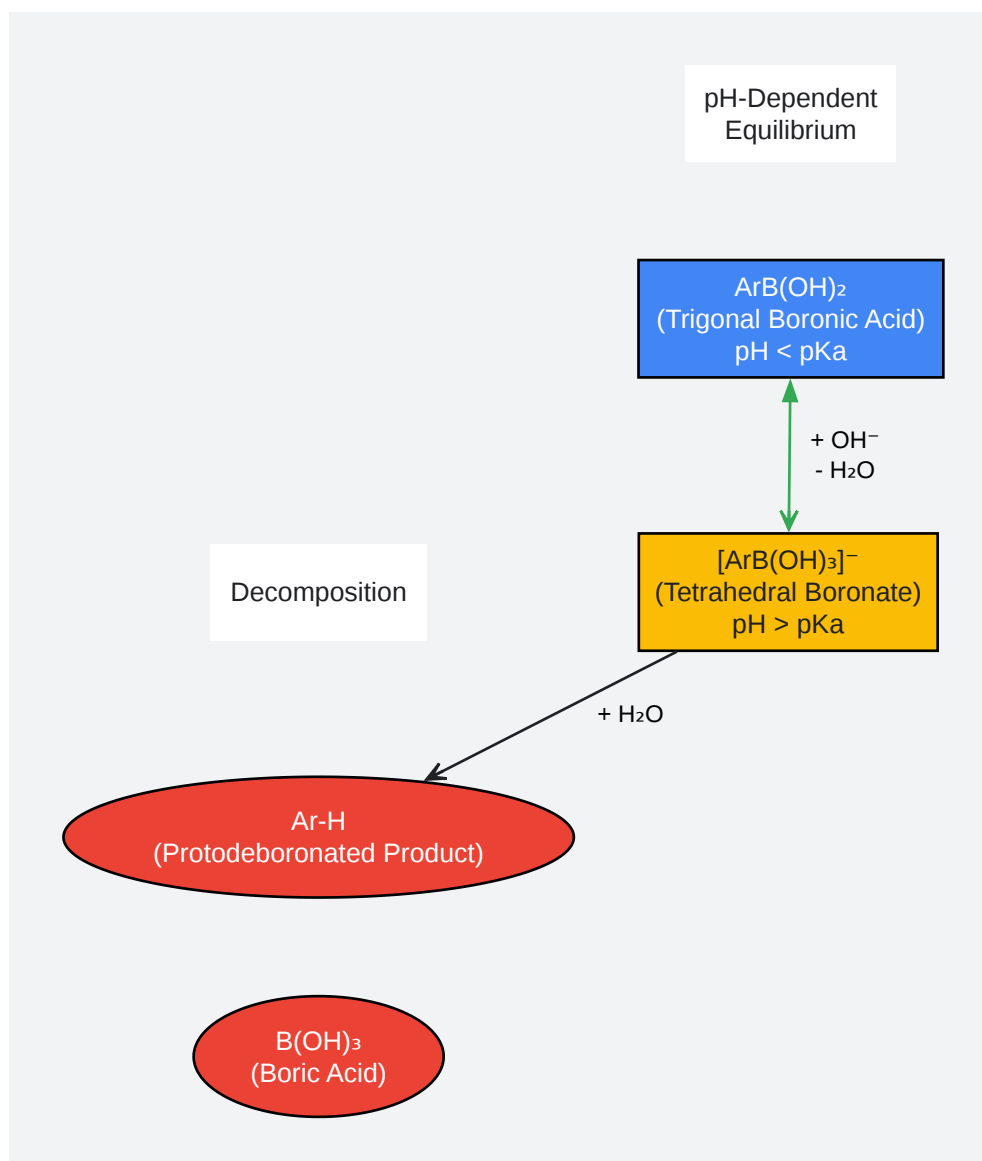 pH-Dependent
Equilibrium
ArB(OH)₂
(Trigonal Boronic Acid)
pH < pKa
+ OH⁻
- H₂O
[ArB(OH)₃]⁻
(Tetrahedral Boronate)
pH > pKa
Decomposition
+ H₂O
Ar-H
(Protodeboronated Product)
B(OH)₃
(Boric Acid)